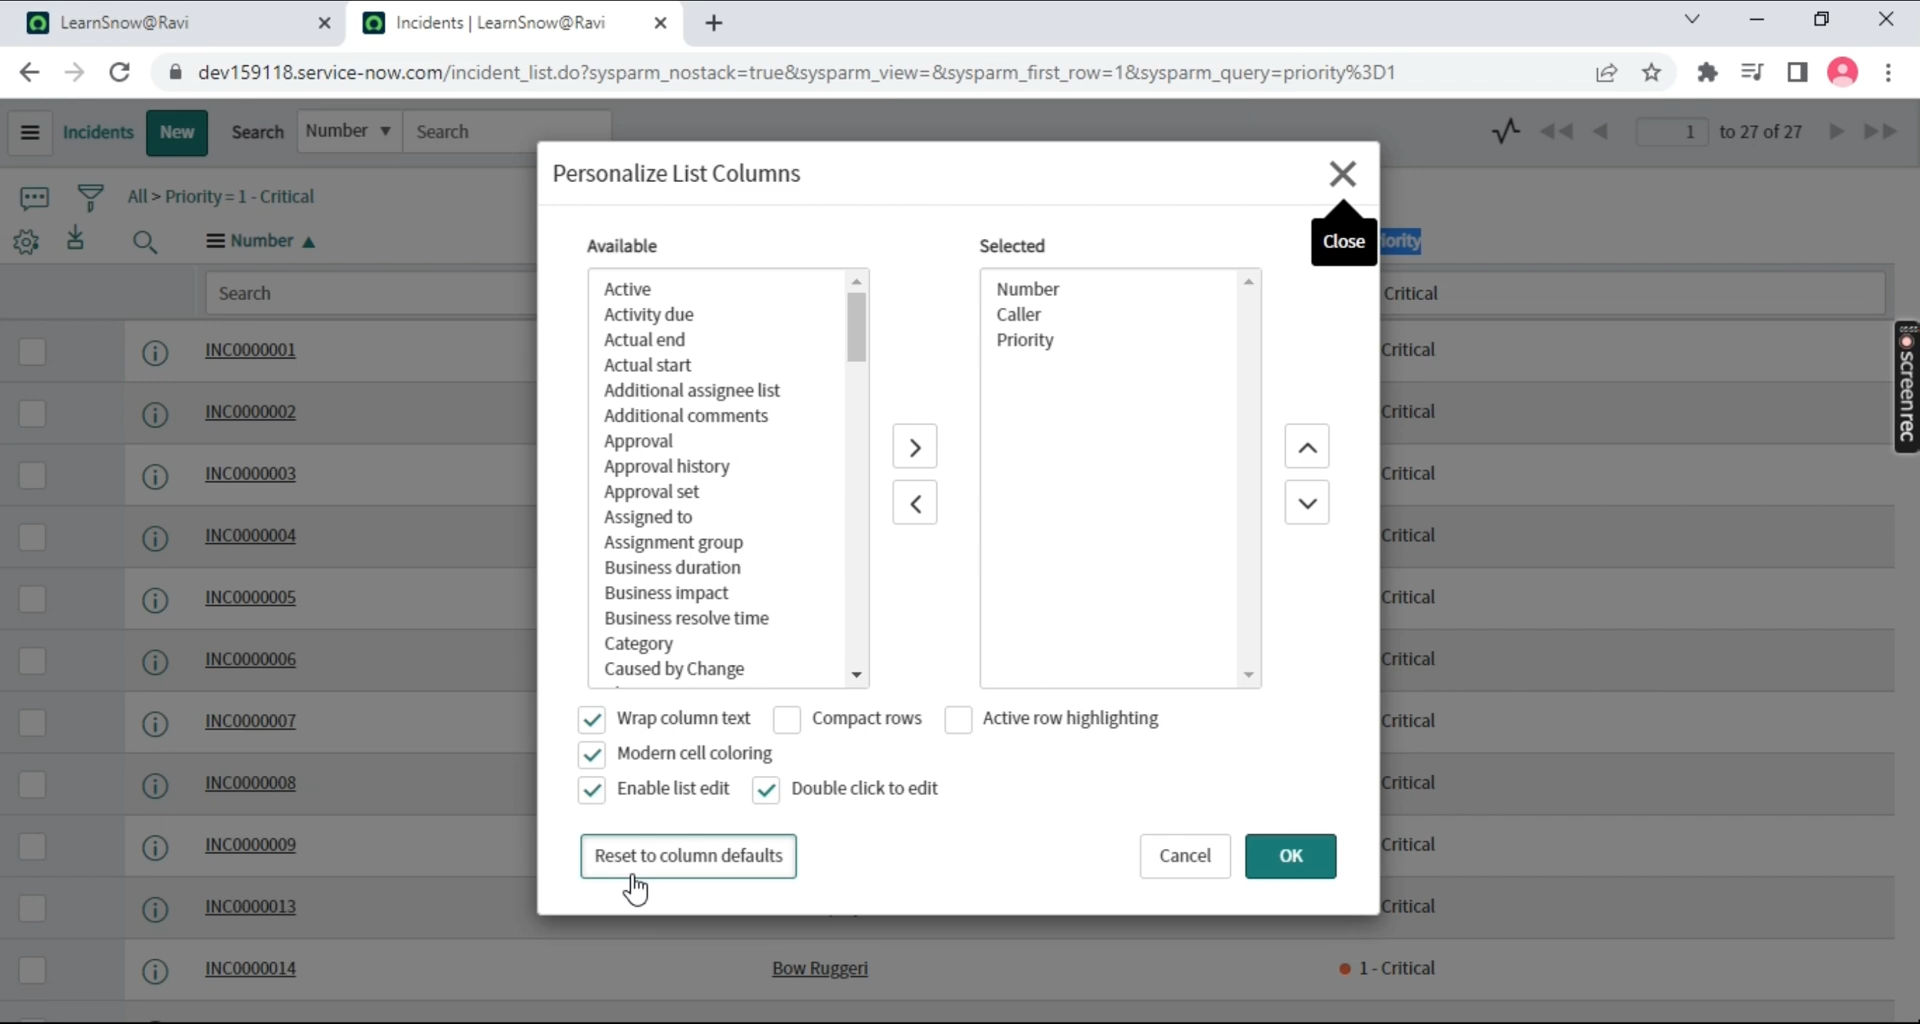 LearnSnow@Ravi
Incidents | LearnSnow@Ravi
dev159118.service-now.com/incident_list.do?sysparm_nostack=true&sysparm_view=&sysparm_first_row=1&sysparm_query=priority%3D1
Incidents New Search Number ▼ Search 1 to 27 of 27
Personalize List Columns
All > Priority = 1 - Critical
Number ▲ Available Selected Close iority
Search Critical
Active Number
Activity due Caller
Actual end Priority
INC0000001 Critical
Actual start
Additional assignee list
Additional comments
INC0000002 Critical
Approval
Approval history
INC0000003 Critical
Approval set
Assigned to
INC0000004 Critical
Assignment group
Business duration
Business impact
INC0000005 Critical
Business resolve time
Category
INC0000006 Critical
Caused by Change
Wrap column text Compact rows Active row highlighting
INC0000007 Critical
Modern cell coloring
INC0000008 Critical
Enable list edit Double click to edit
INC0000009 Critical
Reset to column defaults Cancel OK
INC0000013 Critical
INC0000014 Bow Ruggeri 1 - Critical
screenrec